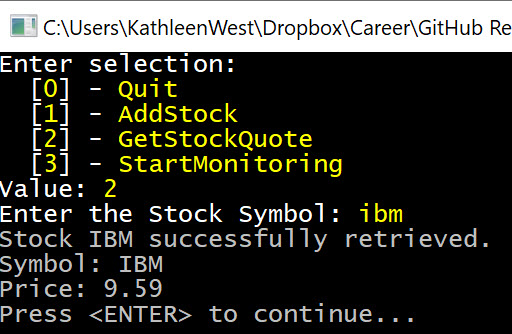 C:\Users\KathleenWest\Dropbox\Career\GitHub Re
Enter selection:
[0] - Quit
[1] - AddStock
[2] - GetStockQuote
[3] - StartMonitoring
Value: 2
Enter the Stock Symbol: ibm
Stock IBM successfully retrieved.
Symbol: IBM
Price: 9.59
Press <ENTER> to continue...